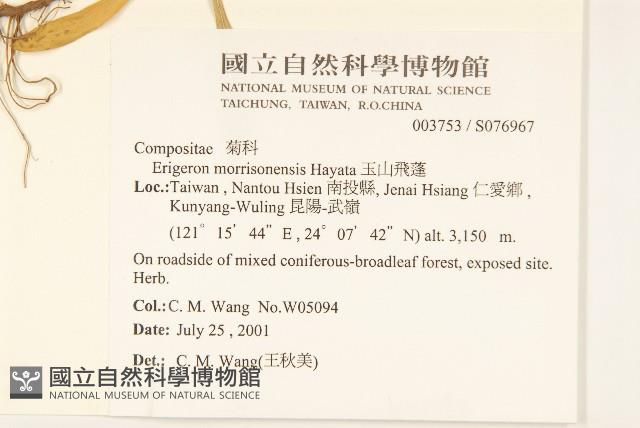 國立自然科學博物館
NATIONAL MUSEUM OF NATURAL SCIENCE
TAICHUNG, TAIWAN, R.O.CHINA
003753 / S076967
Compositae 菊科
Erigeron morrisonensis Hayata 玉山飛蓬
Loc.:Taiwan , Nantou Hsien 南投縣, Jenai Hsiang 仁愛鄉 ,
Kunyang-Wuling 昆陽-武嶺
(121° 15′ 44″ E , 24° 07′ 42″ N) alt. 3,150 m.
On roadside of mixed coniferous-broadleaf forest, exposed site.
Herb.
Col.: C. M. Wang No.W05094
Date: July 25 , 2001
Det.: C. M. Wang(王秋美)
國立自然科學博物館
NATIONAL MUSEUM OF NATURAL SCIENCE